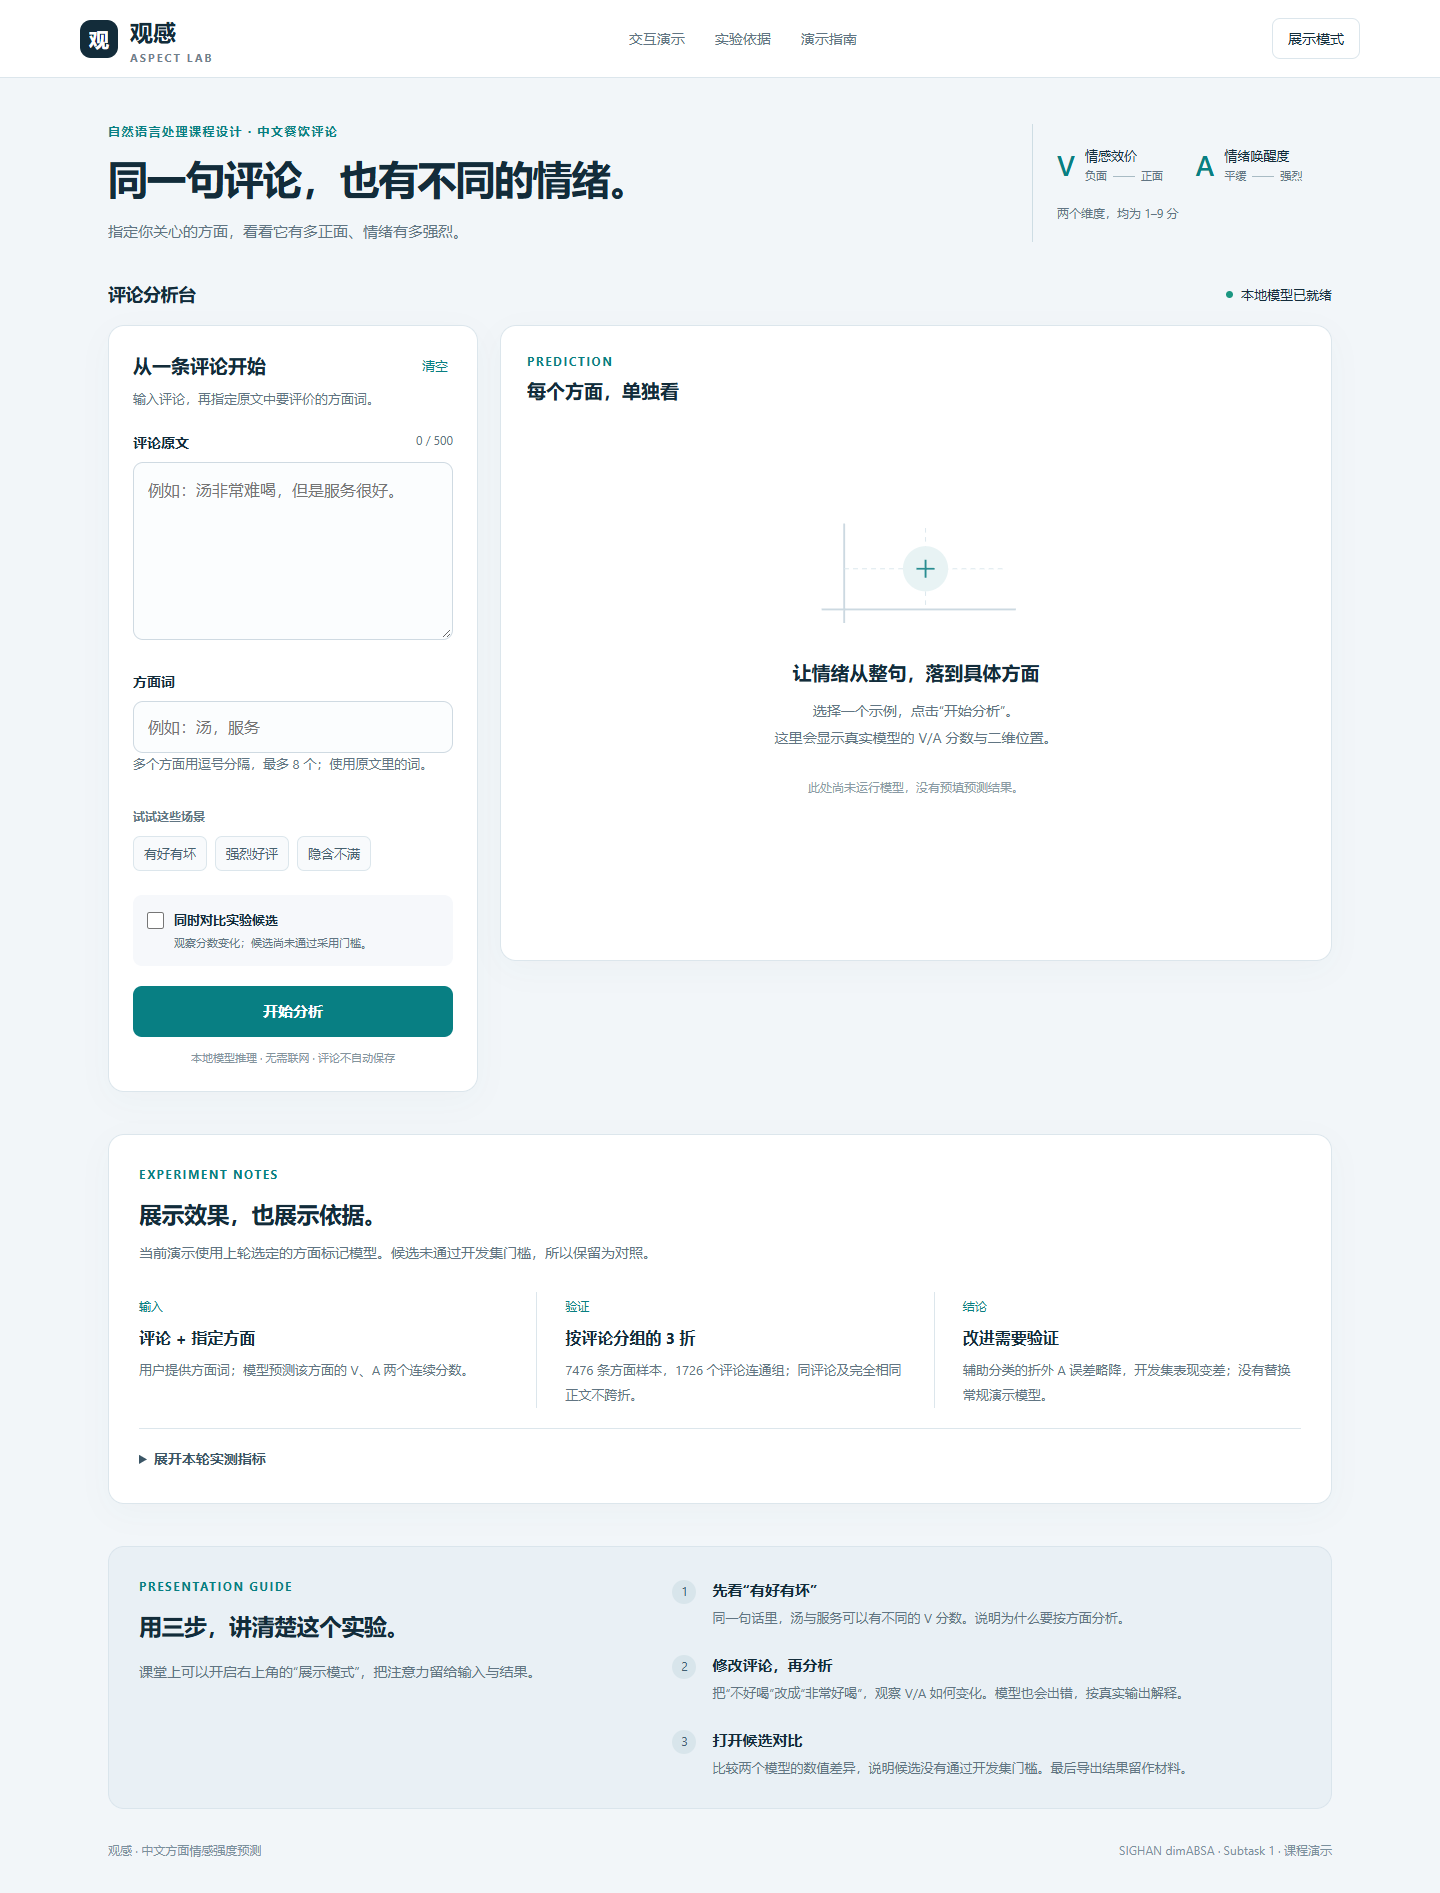 观
观感
ASPECT LAB
交互演示
实验依据
演示指南
展示模式
自然语言处理课程设计 · 中文餐饮评论
同一句评论，也有不同的情绪。
指定你关心的方面，看看它有多正面、情绪有多强烈。
V
情感效价
负面 —— 正面
A
情绪唤醒度
平缓 —— 强烈
两个维度，均为 1–9 分
评论分析台
本地模型已就绪
从一条评论开始
清空
输入评论，再指定原文中要评价的方面词。
评论原文
0 / 500
例如：汤非常难喝，但是服务很好。
方面词
例如：汤，服务
多个方面用逗号分隔，最多 8 个；使用原文里的词。
试试这些场景
有好有坏
强烈好评
隐含不满
同时对比实验候选
观察分数变化；候选尚未通过采用门槛。
开始分析
本地模型推理 · 无需联网 · 评论不自动保存
PREDICTION
每个方面，单独看
让情绪从整句，落到具体方面
选择一个示例，点击“开始分析”。
这里会显示真实模型的 V/A 分数与二维位置。
此处尚未运行模型，没有预填预测结果。
EXPERIMENT NOTES
展示效果，也展示依据。
当前演示使用上轮选定的方面标记模型。候选未通过开发集门槛，所以保留为对照。
输入
评论 + 指定方面
用户提供方面词；模型预测该方面的 V、A 两个连续分数。
验证
按评论分组的 3 折
7476 条方面样本，1726 个评论连通组；同评论及完全相同
正文不跨折。
结论
改进需要验证
辅助分类的折外 A 误差略降，开发集表现变差；没有替换
常规演示模型。
展开本轮实测指标
PRESENTATION GUIDE
用三步，讲清楚这个实验。
课堂上可以开启右上角的“展示模式”，把注意力留给输入与结果。
1
先看“有好有坏”
同一句话里，汤与服务可以有不同的 V 分数。说明为什么要按方面分析。
2
修改评论，再分析
把“不好喝”改成“非常好喝”，观察 V/A 如何变化。模型也会出错，按真实输出解释。
3
打开候选对比
比较两个模型的数值差异，说明候选没有通过开发集门槛。最后导出结果留作材料。
观感 · 中文方面情感强度预测
SIGHAN dimABSA · Subtask 1 · 课程演示